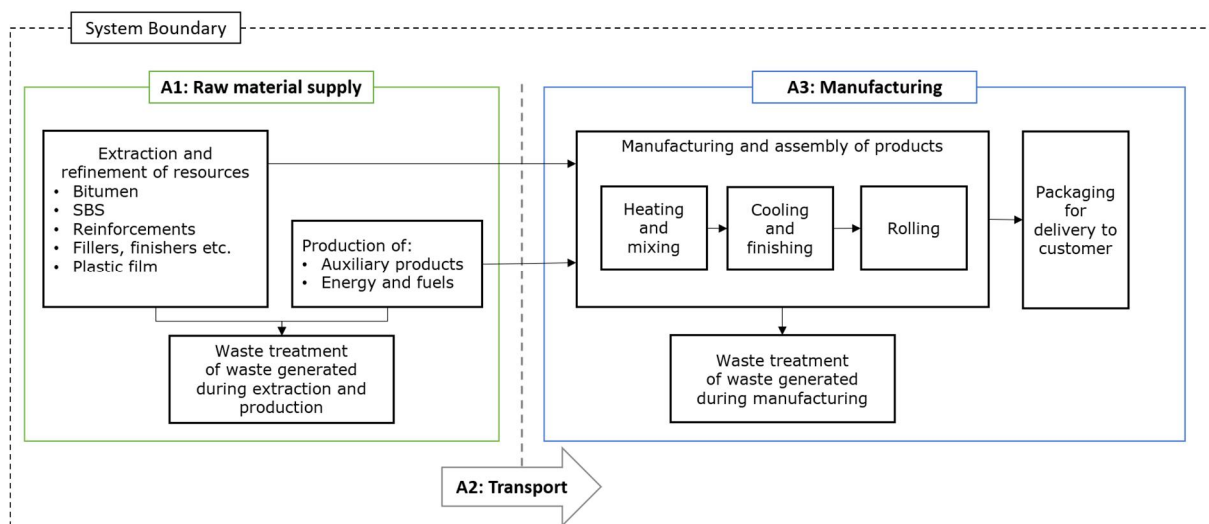 System Boundary
A1: Raw material supply
Extraction and
refinement of resources
• Bitumen
• SBS
• Reinforcements
• Fillers, finishers etc.
• Plastic film
Production of:
• Auxiliary products
• Energy and fuels
Waste treatment
of waste generated
during extraction and
production
A2: Transport
A3: Manufacturing
Manufacturing and assembly of products
Heating
and
mixing
Cooling
and
finishing
Rolling
Packaging
for
delivery to
customer
Waste treatment
of waste generated
during manufacturing